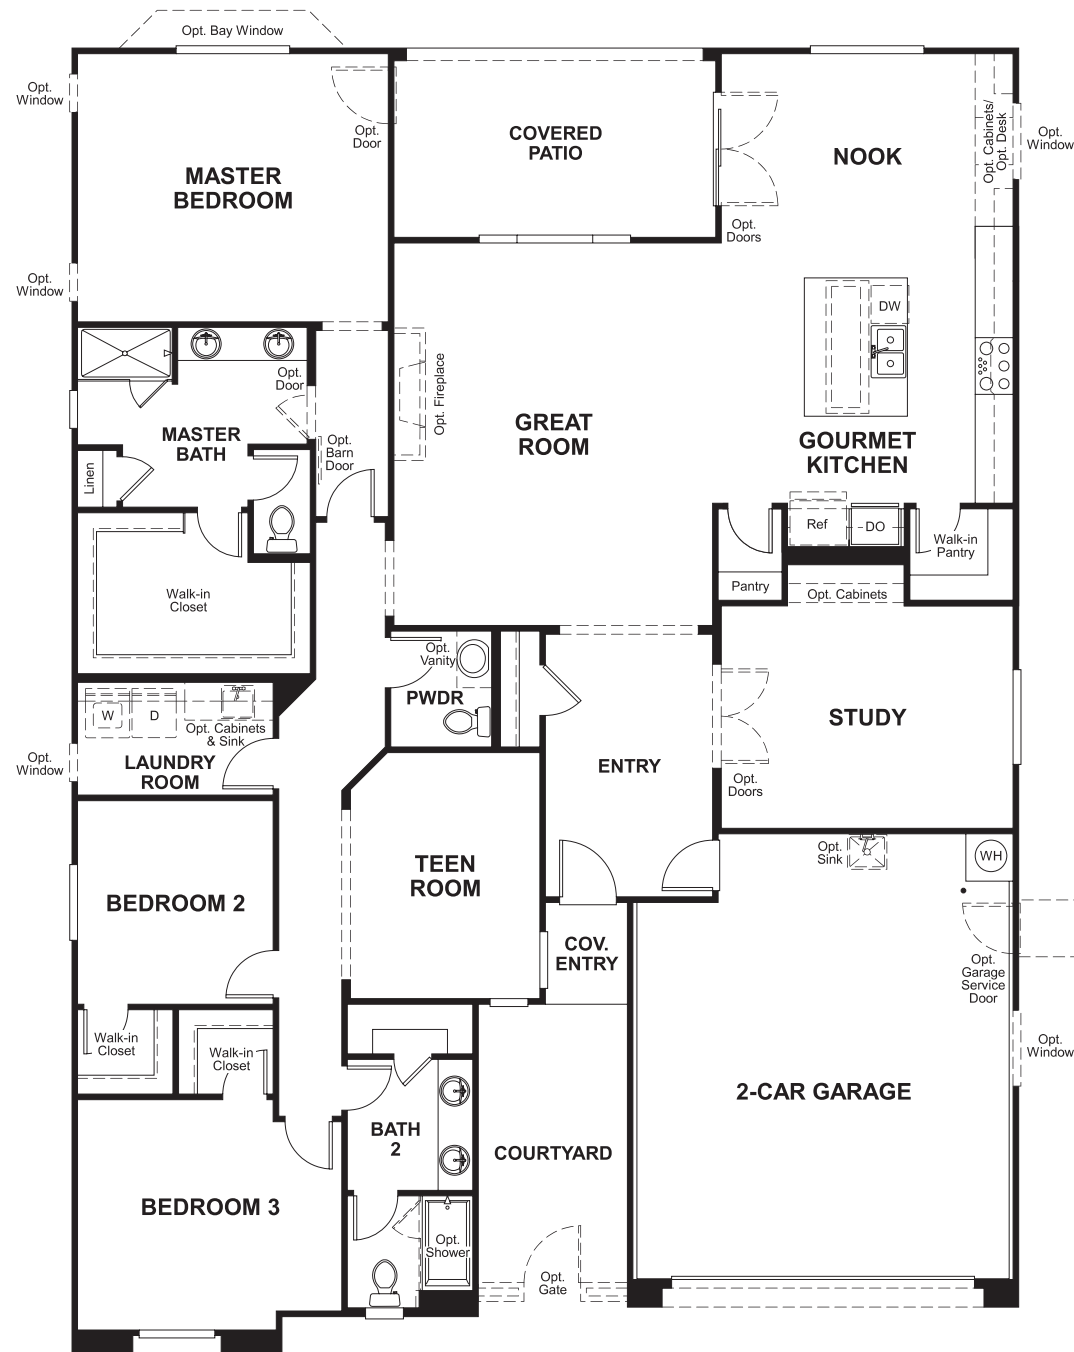 Opt. Bay Window
Opt.
Window
Opt.
Door
COVERED
PATIO
NOOK
Opt. Cabinets/
Opt. Desk
Opt.
Window
MASTER
BEDROOM
Opt.
Doors
Opt.
Window
DW
Opt.
Door
Opt. Fireplace
MASTER
BATH
Opt.
Barn
Door
GREAT
ROOM
GOURMET
KITCHEN
Linen
Ref
DO
Walk-in
Pantry
Pantry
Opt. Cabinets
Walk-in
Closet
Opt.
Vanity
PWDR
W
D
Opt. Cabinets
& Sink
LAUNDRY
ROOM
Opt.
Window
ENTRY
STUDY
Opt.
Doors
Opt.
Sink
WH
TEEN
ROOM
BEDROOM 2
COV.
ENTRY
Opt.
Garage
Service
Door
Walk-in
Closet
Walk-in
Closet
Opt.
Window
2-CAR GARAGE
BATH
2
COURTYARD
BEDROOM 3
Opt.
Shower
Opt.
Gate